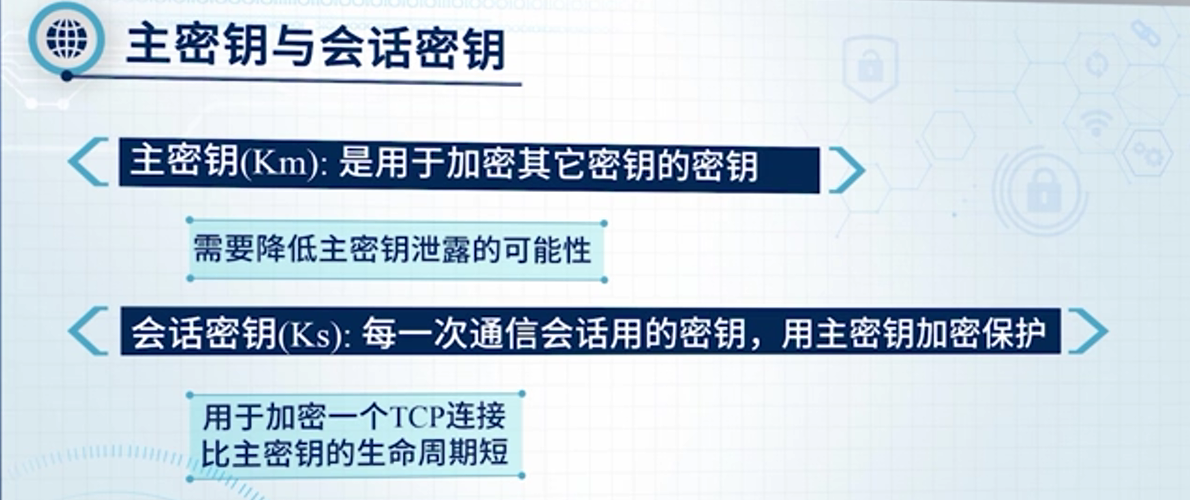 主密钥与会话密钥
主密钥(Km): 是用于加密其它密钥的密钥
需要降低主密钥泄露的可能性
会话密钥(Ks): 每一次通信会话用的密钥，用主密钥加密保护
用于加密一个TCP连接
比主密钥的生命周期短